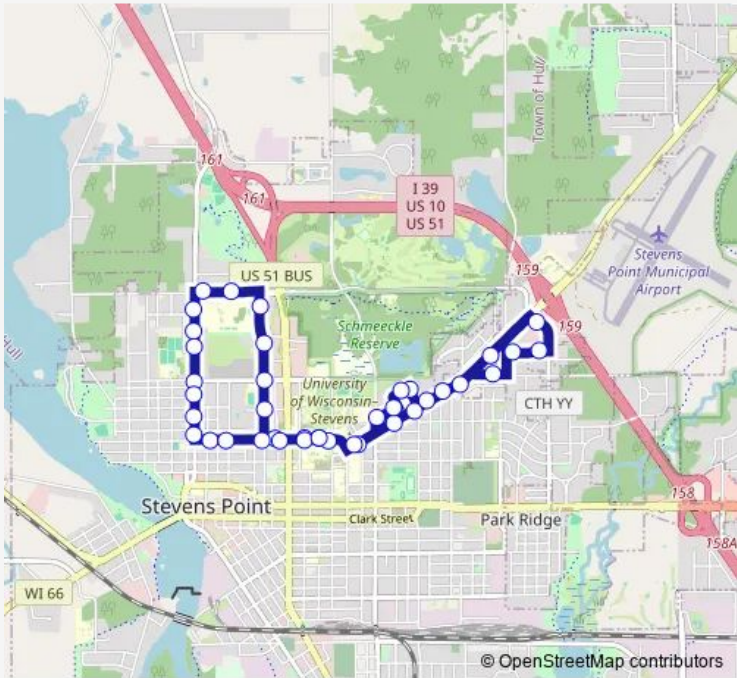 161
161
I 39
US 10
US 51
Town of Hull
Stevens
Point Municipal
Airport
159
159
US 51 BUS
Hull
Schmeeckle
Reserve
University
of Wisconsin-
Stevens
CTH YY
Stevens Point
Clark Street
Park Ridge
158
158A
WI 66
© OpenStreetMap contributors